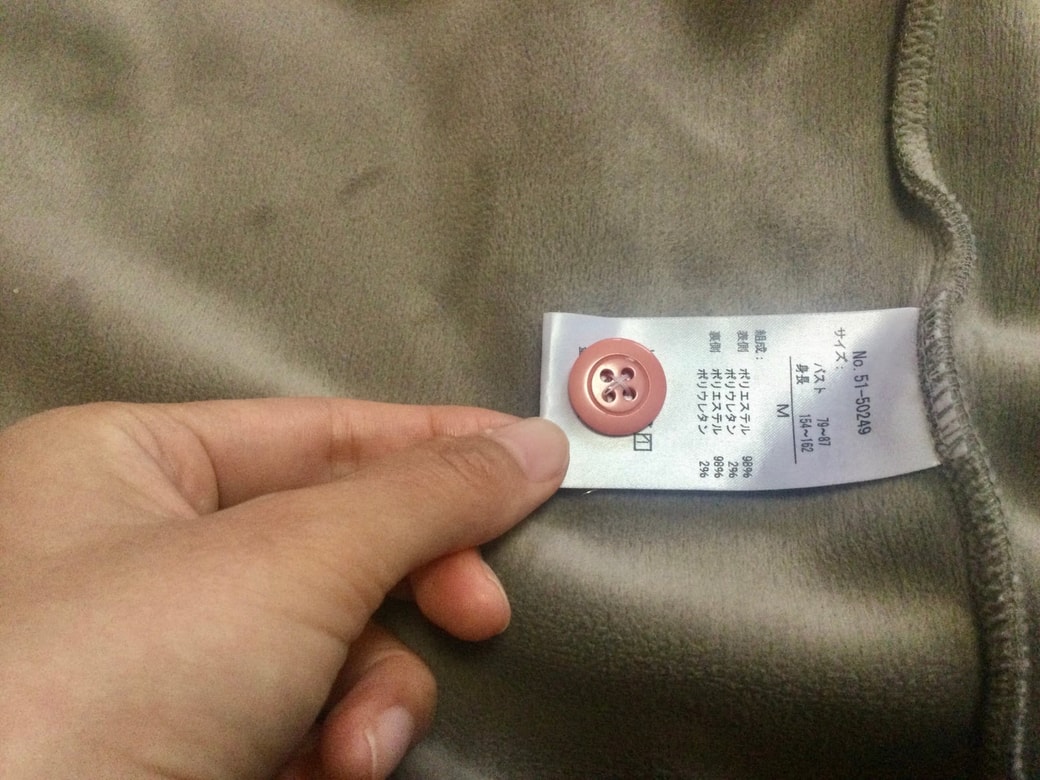 No. 51-50249
サイズ:
バスト 79~87
身長 154~162
M
組成:
表側 ポリエステル 98%
ポリウレタン 2%
裏側 ポリエステル 98%
ポリウレタン 2%